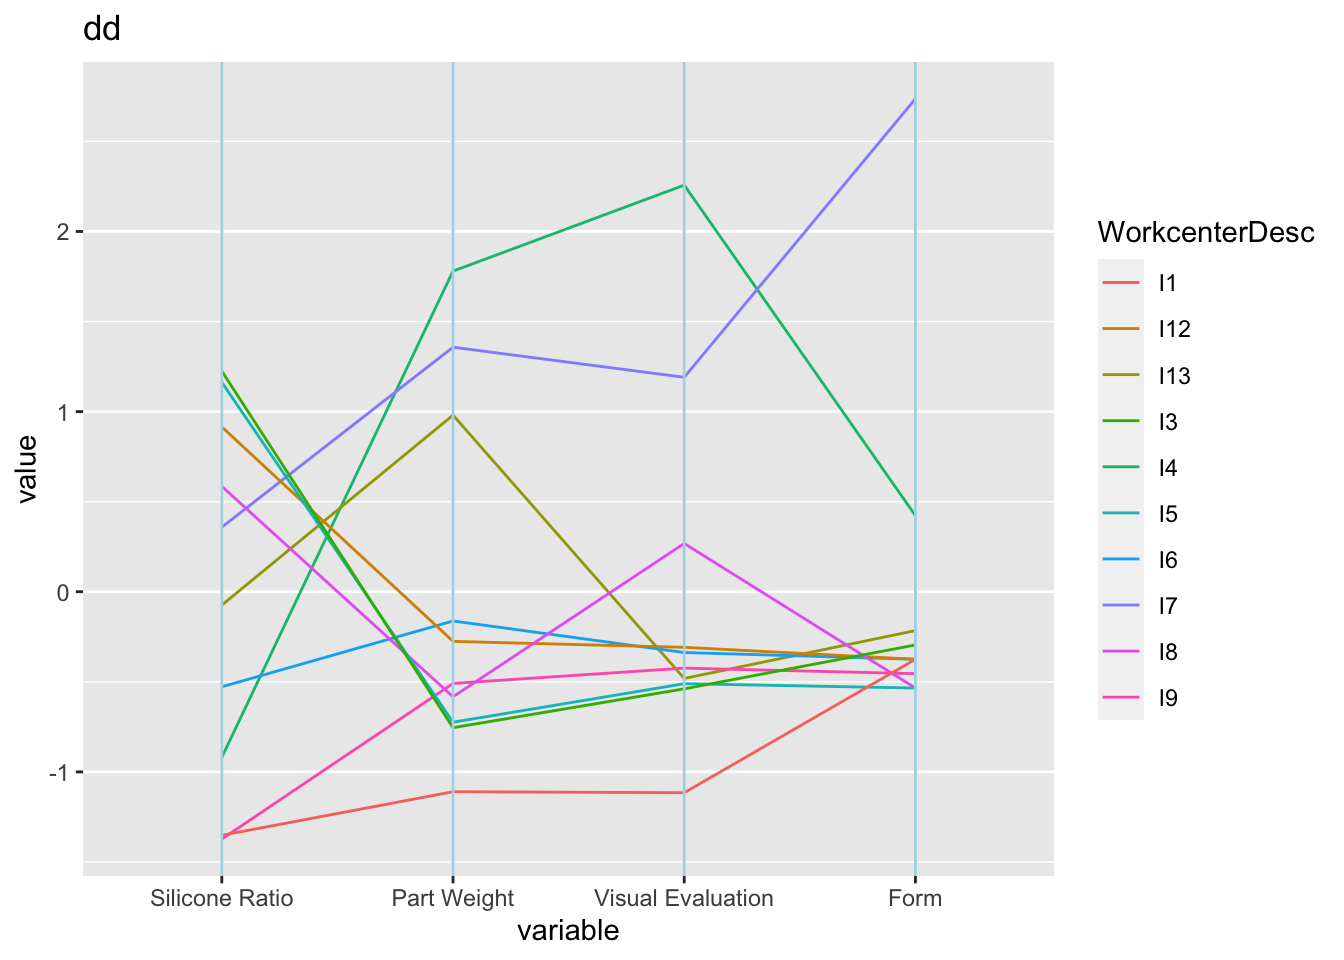 dd
value
2
1
0
-1
Silicone Ratio
Part Weight
Visual Evaluation
Form
variable
WorkcenterDesc
I1
I12
I13
I3
I4
I5
I6
I7
I8
I9